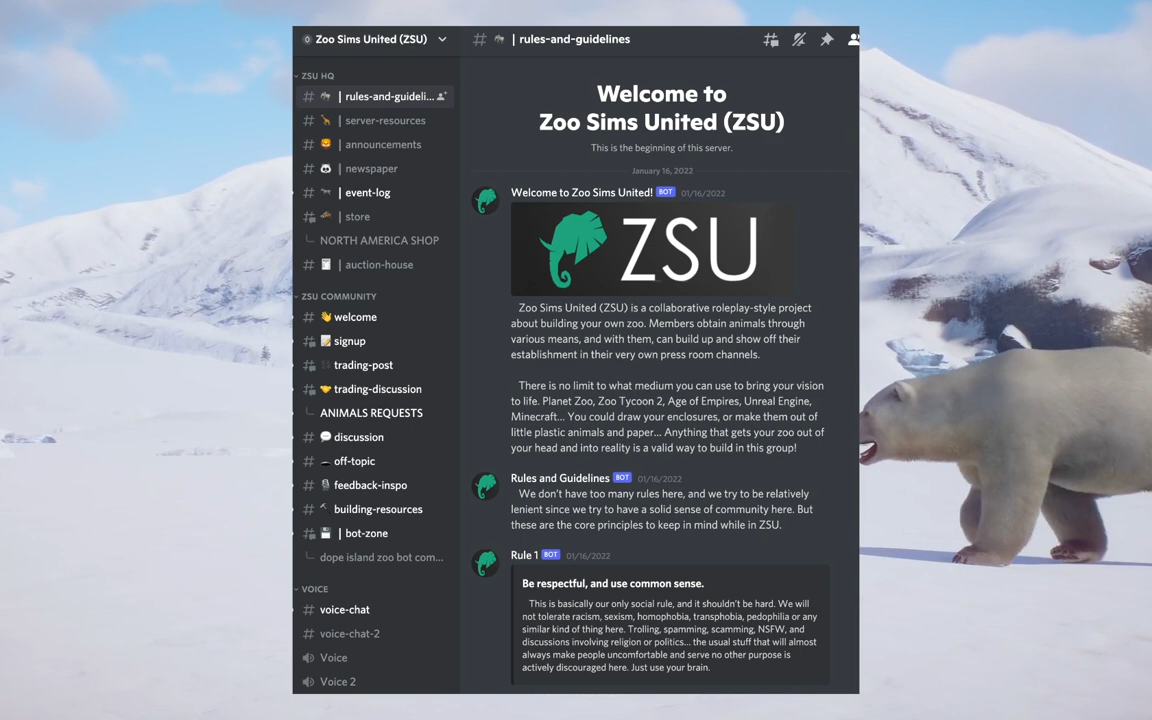 Zoo Sims United (ZSU)
| rules-and-guidelines
ZSU HQ
| rules-and-guideli...
| server-resources
| announcements
| newspaper
| event-log
| store
NORTH AMERICA SHOP
| auction-house
ZSU COMMUNITY
welcome
signup
trading-post
trading-discussion
ANIMALS REQUESTS
discussion
off-topic
feedback-inspo
building-resources
| bot-zone
dope island zoo bot com...
VOICE
voice-chat
voice-chat-2
Voice
Voice 2
Welcome to
Zoo Sims United (ZSU)
This is the beginning of this server.
January 16, 2022
Welcome to Zoo Sims United! BOT 01/16/2022
ZSU
Zoo Sims United (ZSU) is a collaborative roleplay-style project
about building your own zoo. Members obtain animals through
various means, and with them, can build up and show off their
establishment in their very own press room channels.
There is no limit to what medium you can use to bring your vision
to life. Planet Zoo, Zoo Tycoon 2, Age of Empires, Unreal Engine,
Minecraft... You could draw your enclosures, or make them out of
little plastic animals and paper... Anything that gets your zoo out of
your head and into reality is a valid way to build in this group!
Rules and Guidelines BOT 01/16/2022
We don't have too many rules here, and we try to be relatively
lenient since we try to have a solid sense of community here. But
these are the core principles to keep in mind while in ZSU.
Rule 1 BOT 01/16/2022
Be respectful, and use common sense.
This is basically our only social rule, and it shouldn't be hard. We will
not tolerate racism, sexism, homophobia, transphobia, pedophilia or any
similar kind of thing here. Trolling, spamming, scamming, NSFW, and
discussions involving religion or politics... the usual stuff that will almost
always make people uncomfortable and serve no other purpose is
actively discouraged here. Just use your brain.